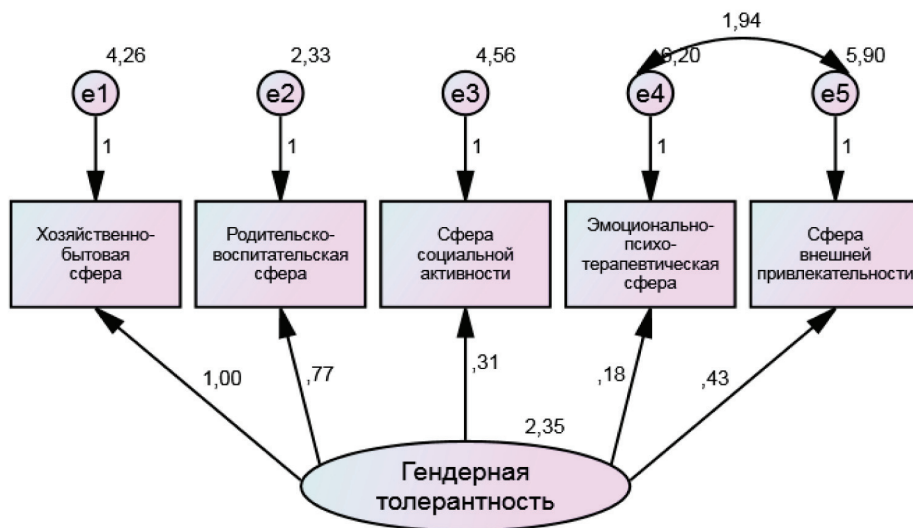 1,94
4,26
2,33
4,56
5,90
e1
e2
e3
e4
e5
1
1
1
1
1
Хозяйственно-
бытовая
сфера
Родительско-
воспитательская
сфера
Сфера
социальной
активности
Эмоционально-
психо-
терапевтическая
сфера
Сфера
внешней
привлекательности
1,00
,77
,31
,18
,43
2,35
Гендерная
толерантность